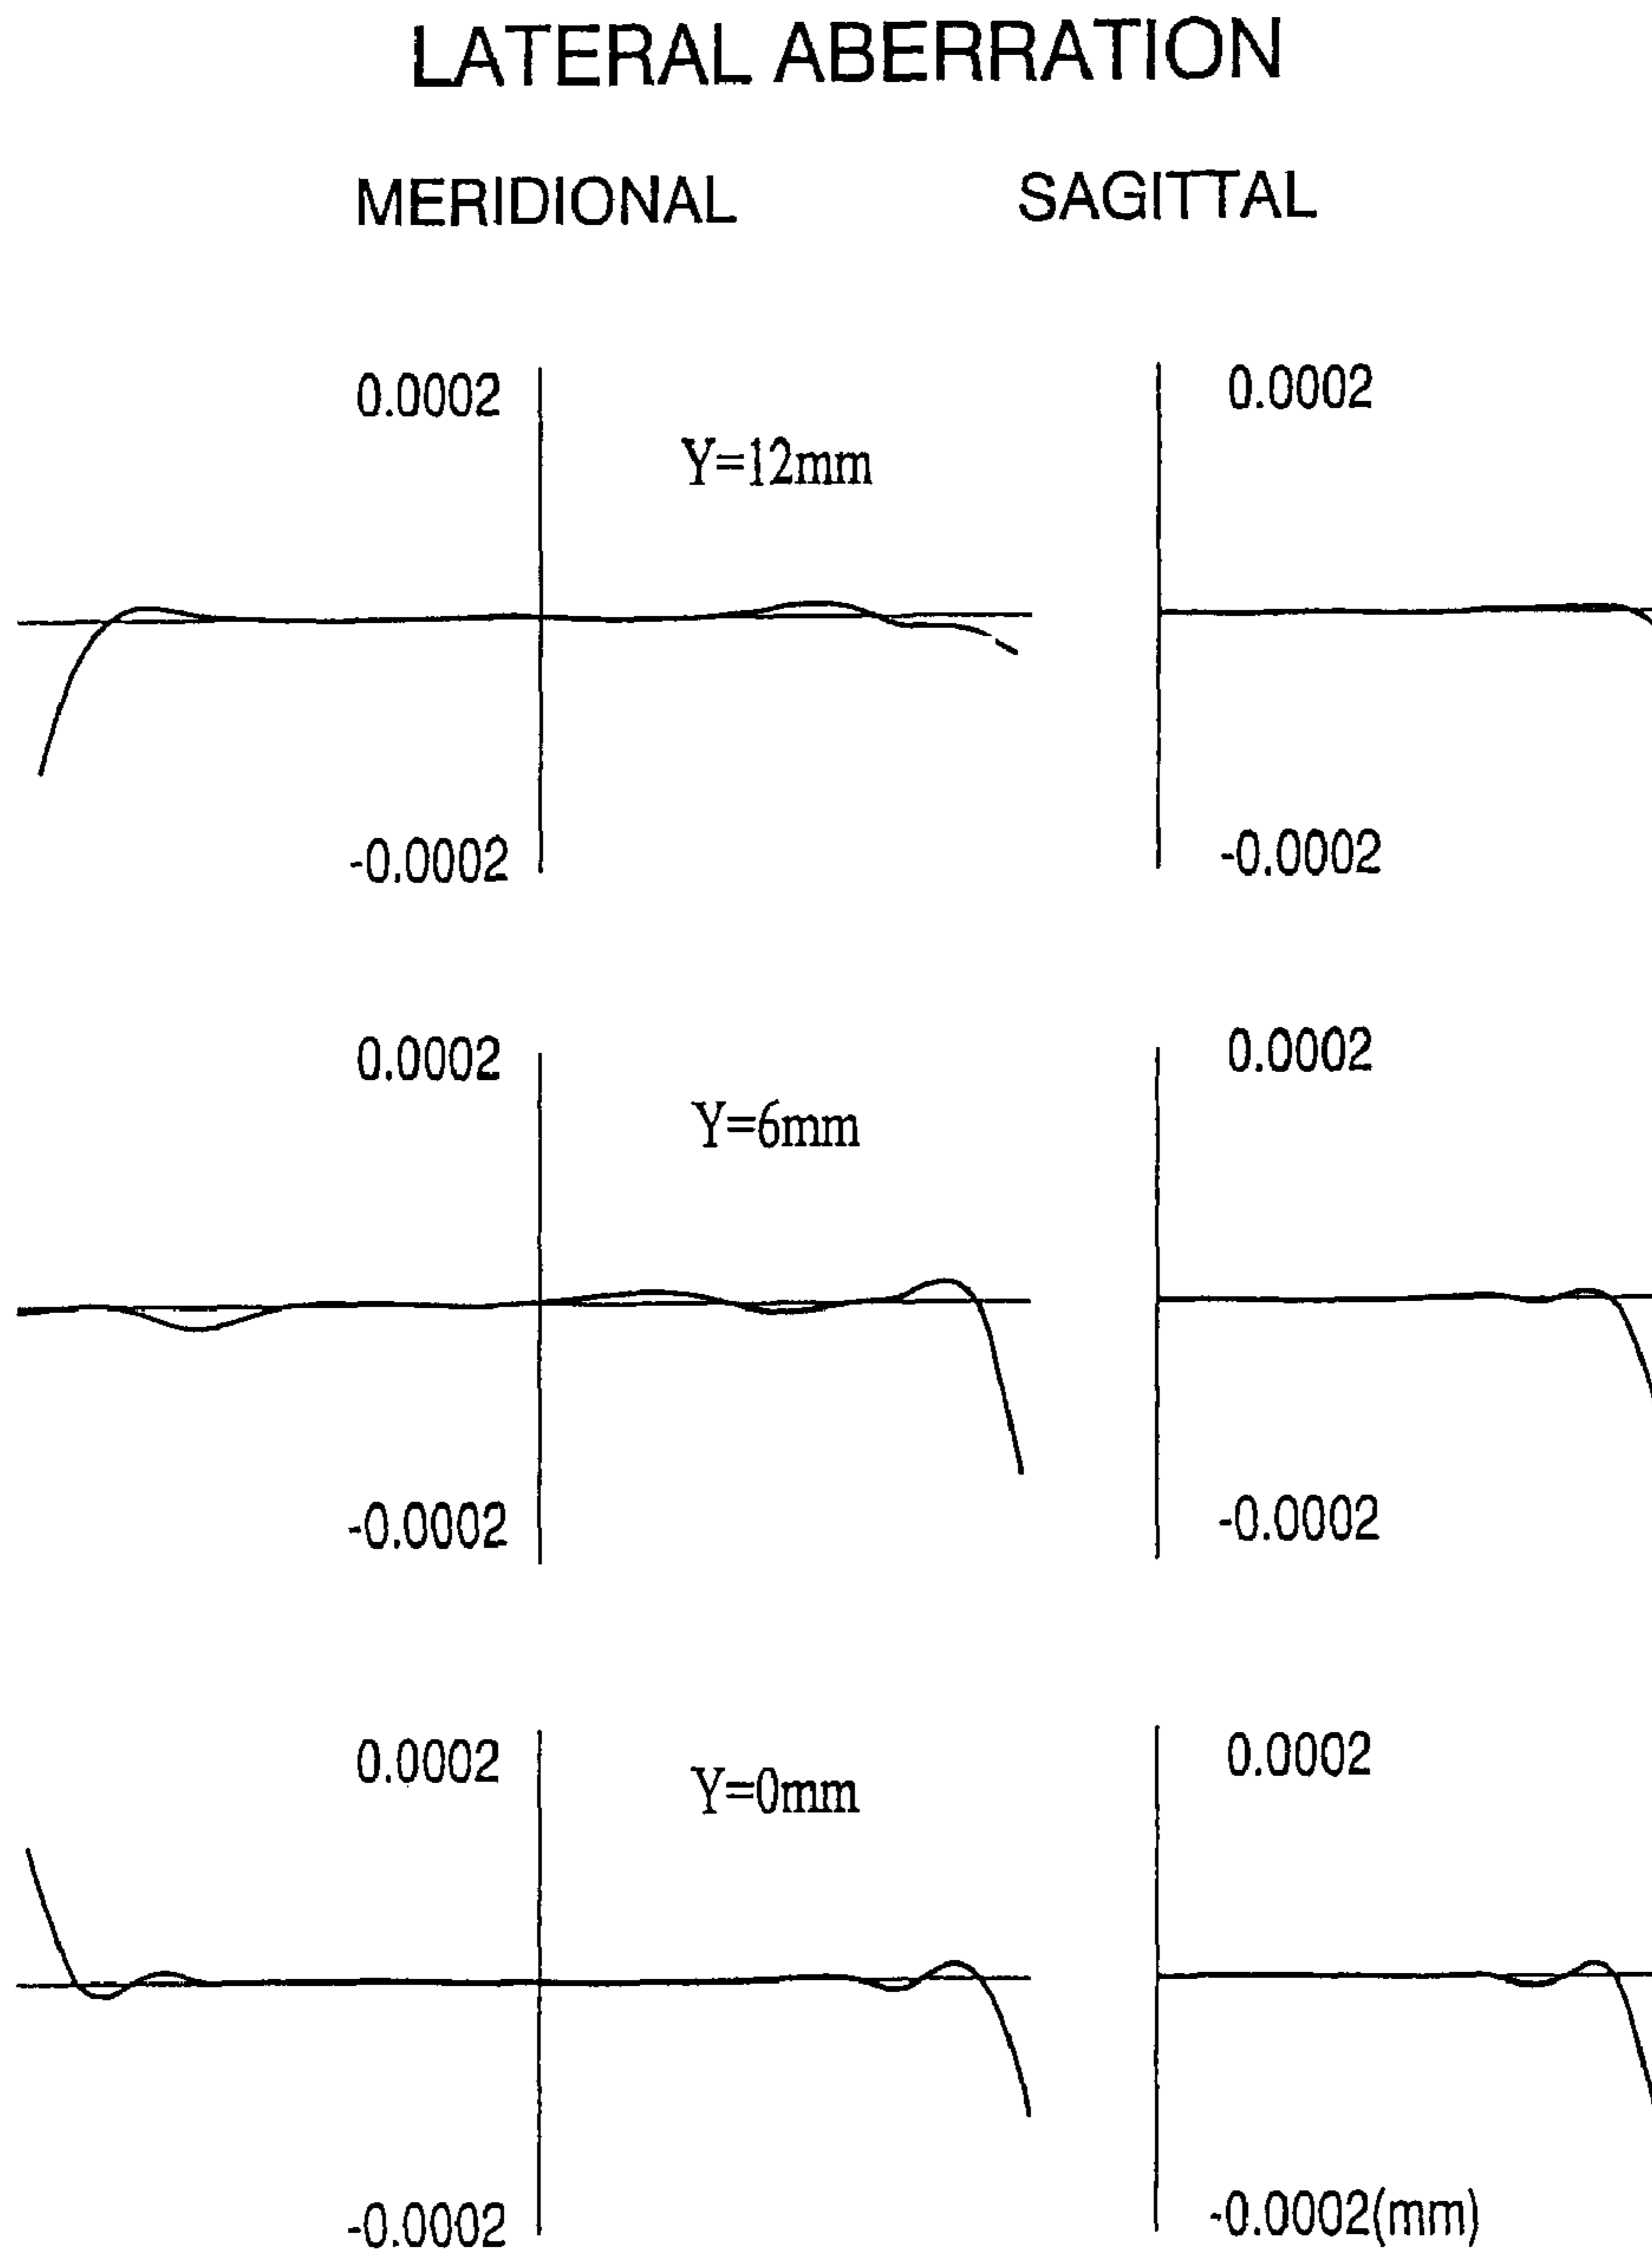 LATERAL ABERRATION
MERIDIONAL SAGITTAL
0.0002 0.0002
Y=12mm
-0.0002 -0.0002
0.0002 0.0002
Y=6mm
-0.0002 -0.0002
0.0002 0.0002
Y=0mm
-0.0002 -0.0002(mm)